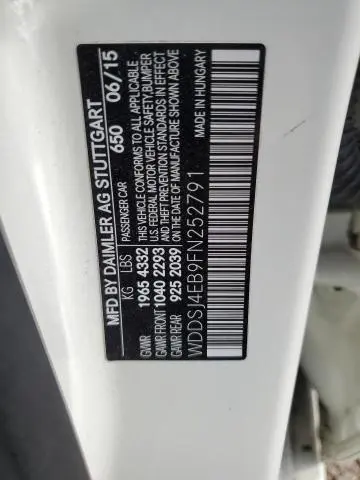 MFD BY DAIMLER AG STUTTGART
650 06/15
KG LBS PASSENGER CAR
GVWR 1965 4332 THIS VEHICLE CONFORMS TO ALL APPLICABLE
GAWR FRONT 1040 2293 U.S. FEDERAL MOTOR VEHICLE SAFETY, BUMPER
GAWR REAR 925 2039 AND THEFT PREVENTION STANDARDS IN EFFECT
ON THE DATE OF MANUFACTURE SHOWN ABOVE
WDDSJ4EB9FN252791 MADE IN HUNGARY